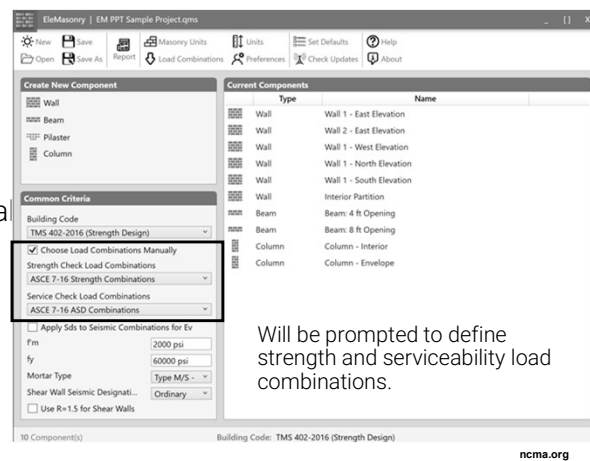 EleMasonry | EM PPT Sample Project.qms
New Save Report Masonry Units Units Set Defaults Help
Open Save As Load Combinations Preferences Check Updates About
Create New Component
Wall
Beam
Pilaster
Column
Current Components
Type Name
Wall Wall 1 - East Elevation
Wall Wall 2 - East Elevation
Wall Wall 1 - West Elevation
Wall Wall 1 - North Elevation
Wall Wall 1 - South Elevation
Wall Interior Partition
Beam Beam: 4 ft Opening
Beam Beam: 8 ft Opening
Column Column - Interior
Column Column - Envelope
al
Common Criteria
Building Code
TMS 402-2016 (Strength Design)
Choose Load Combinations Manually
Strength Check Load Combinations
ASCE 7-16 Strength Combinations
Service Check Load Combinations
ASCE 7-16 ASD Combinations
Apply Sds to Seismic Combinations for Ev
f'm 2000 psi
fy 60000 psi
Mortar Type Type M/S -
Shear Wall Seismic Designati... Ordinary
Use R=1.5 for Shear Walls
Will be prompted to define
strength and serviceability load
combinations.
10 Component(s) Building Code: TMS 402-2016 (Strength Design)
ncma.org